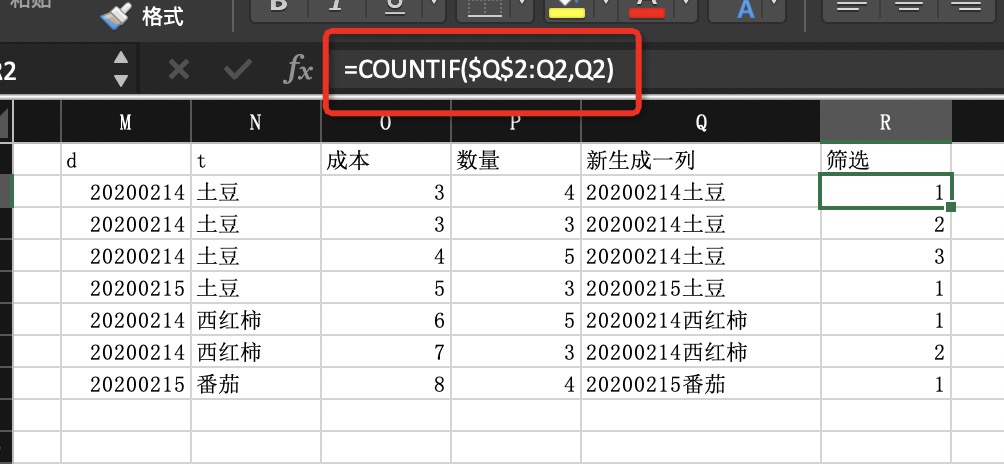 格式
B I U A A
R2 fx =COUNTIF($Q$2:Q2,Q2)
M N O P Q R
d t 成本 数量 新生成一列 筛选
20200214 土豆 3 4 20200214土豆 1
20200214 土豆 3 3 20200214土豆 2
20200214 土豆 4 5 20200214土豆 3
20200215 土豆 5 3 20200215土豆 1
20200214 西红柿 6 5 20200214西红柿 1
20200214 西红柿 7 3 20200214西红柿 2
20200215 番茄 8 4 20200215番茄 1